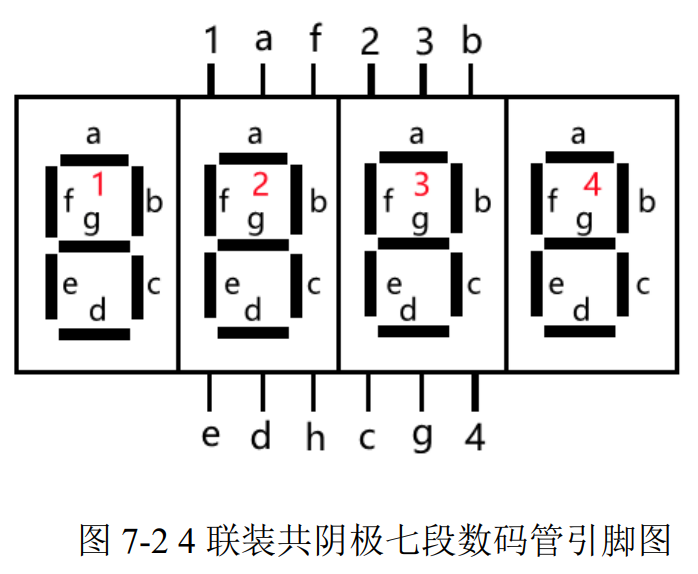 1 a f 2 3 b
a a a a
f 1 b f 2 b f 3 b f 4 b
g g g g
e c e c e c e c
d d d d
e d h c g 4
图 7-2 4 联装共阴极七段数码管引脚图